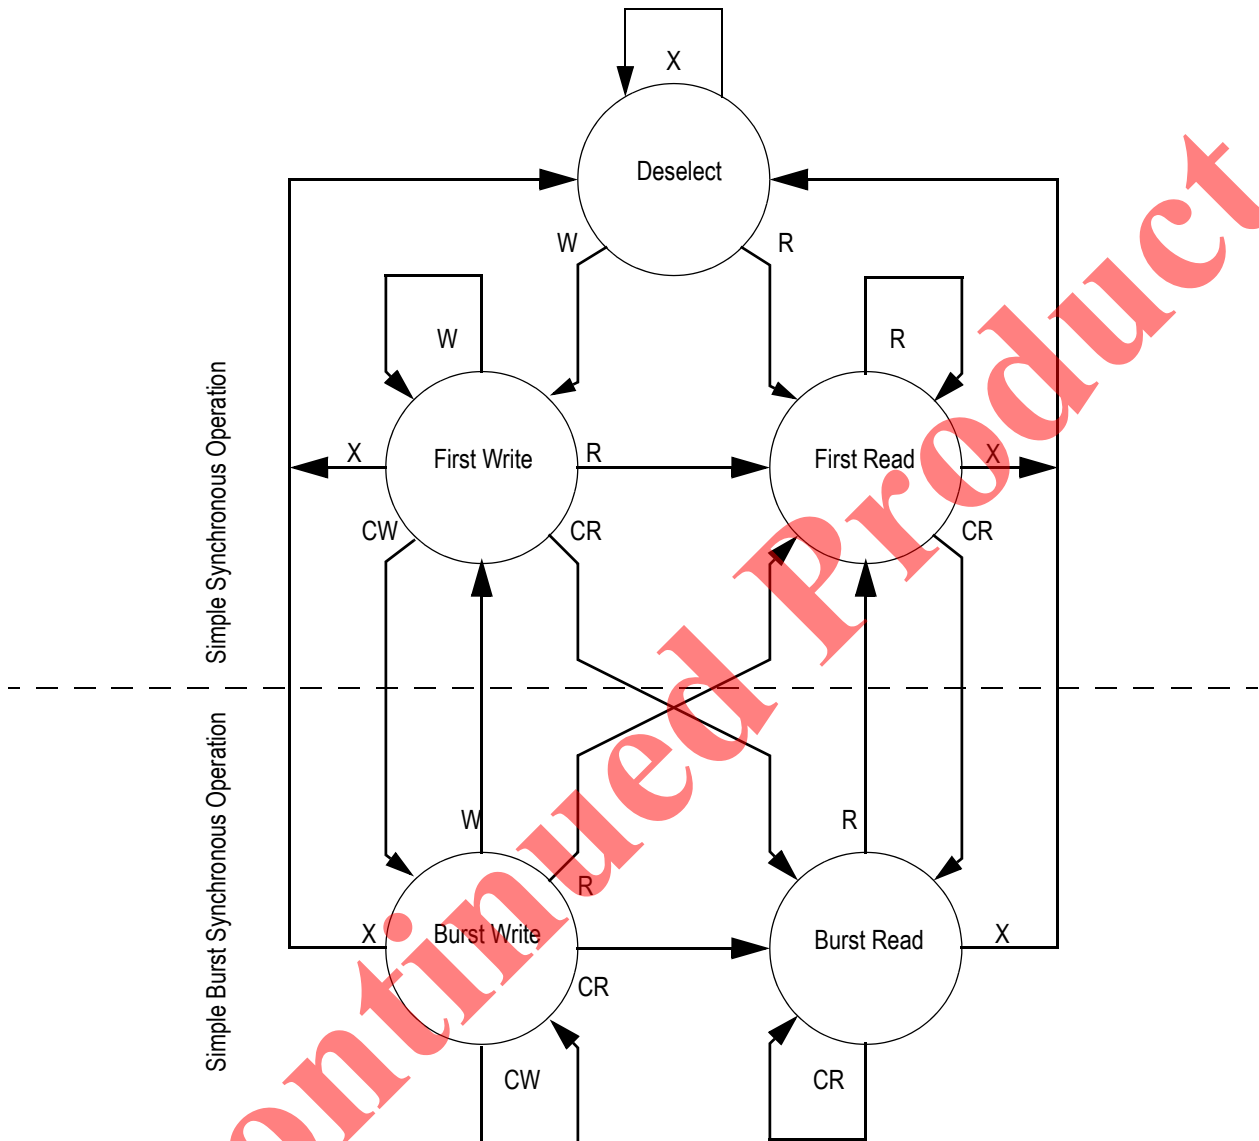 X
Deselect
W
R
W
R
Simple Synchronous Operation
X
First Write
R
First Read
X
CW
CR
CR
Simple Burst Synchronous Operation
W
R
R
X
Burst Write
Burst Read
X
CR
CW
CR
ontinued Product